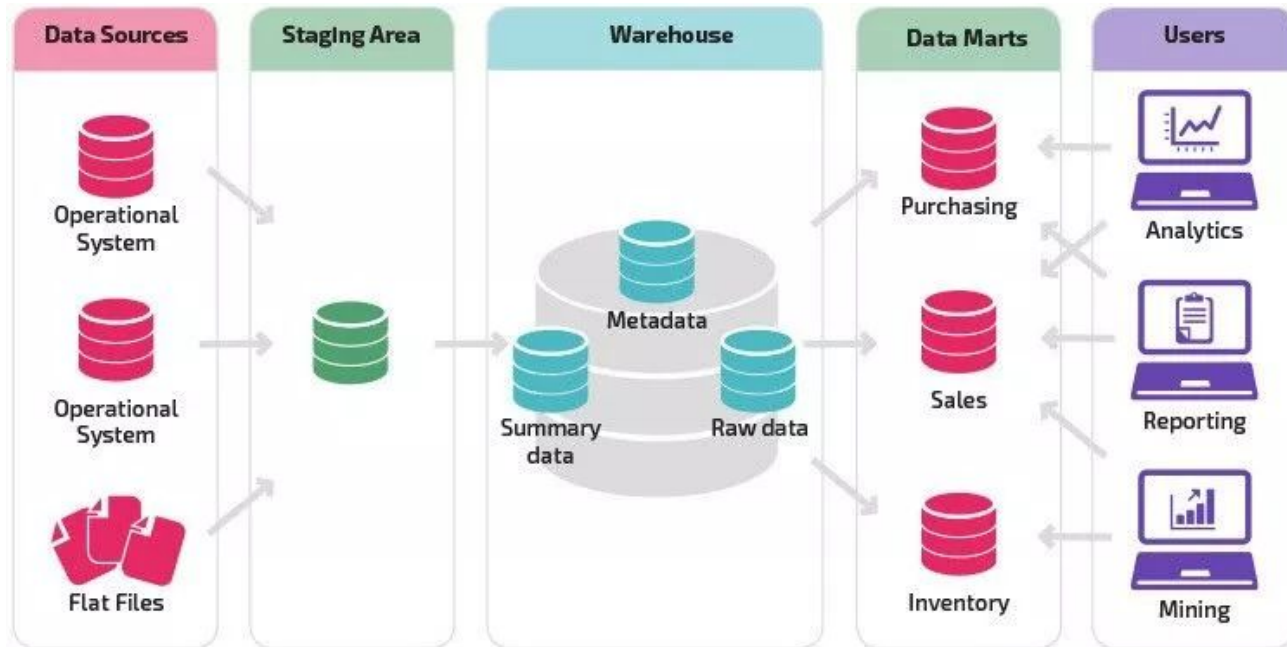 Data Sources
Staging Area
Warehouse
Data Marts
Users
Operational
System
Operational
System
Flat Files
Metadata
Summary
data
Raw data
Purchasing
Sales
Inventory
Analytics
Reporting
Mining